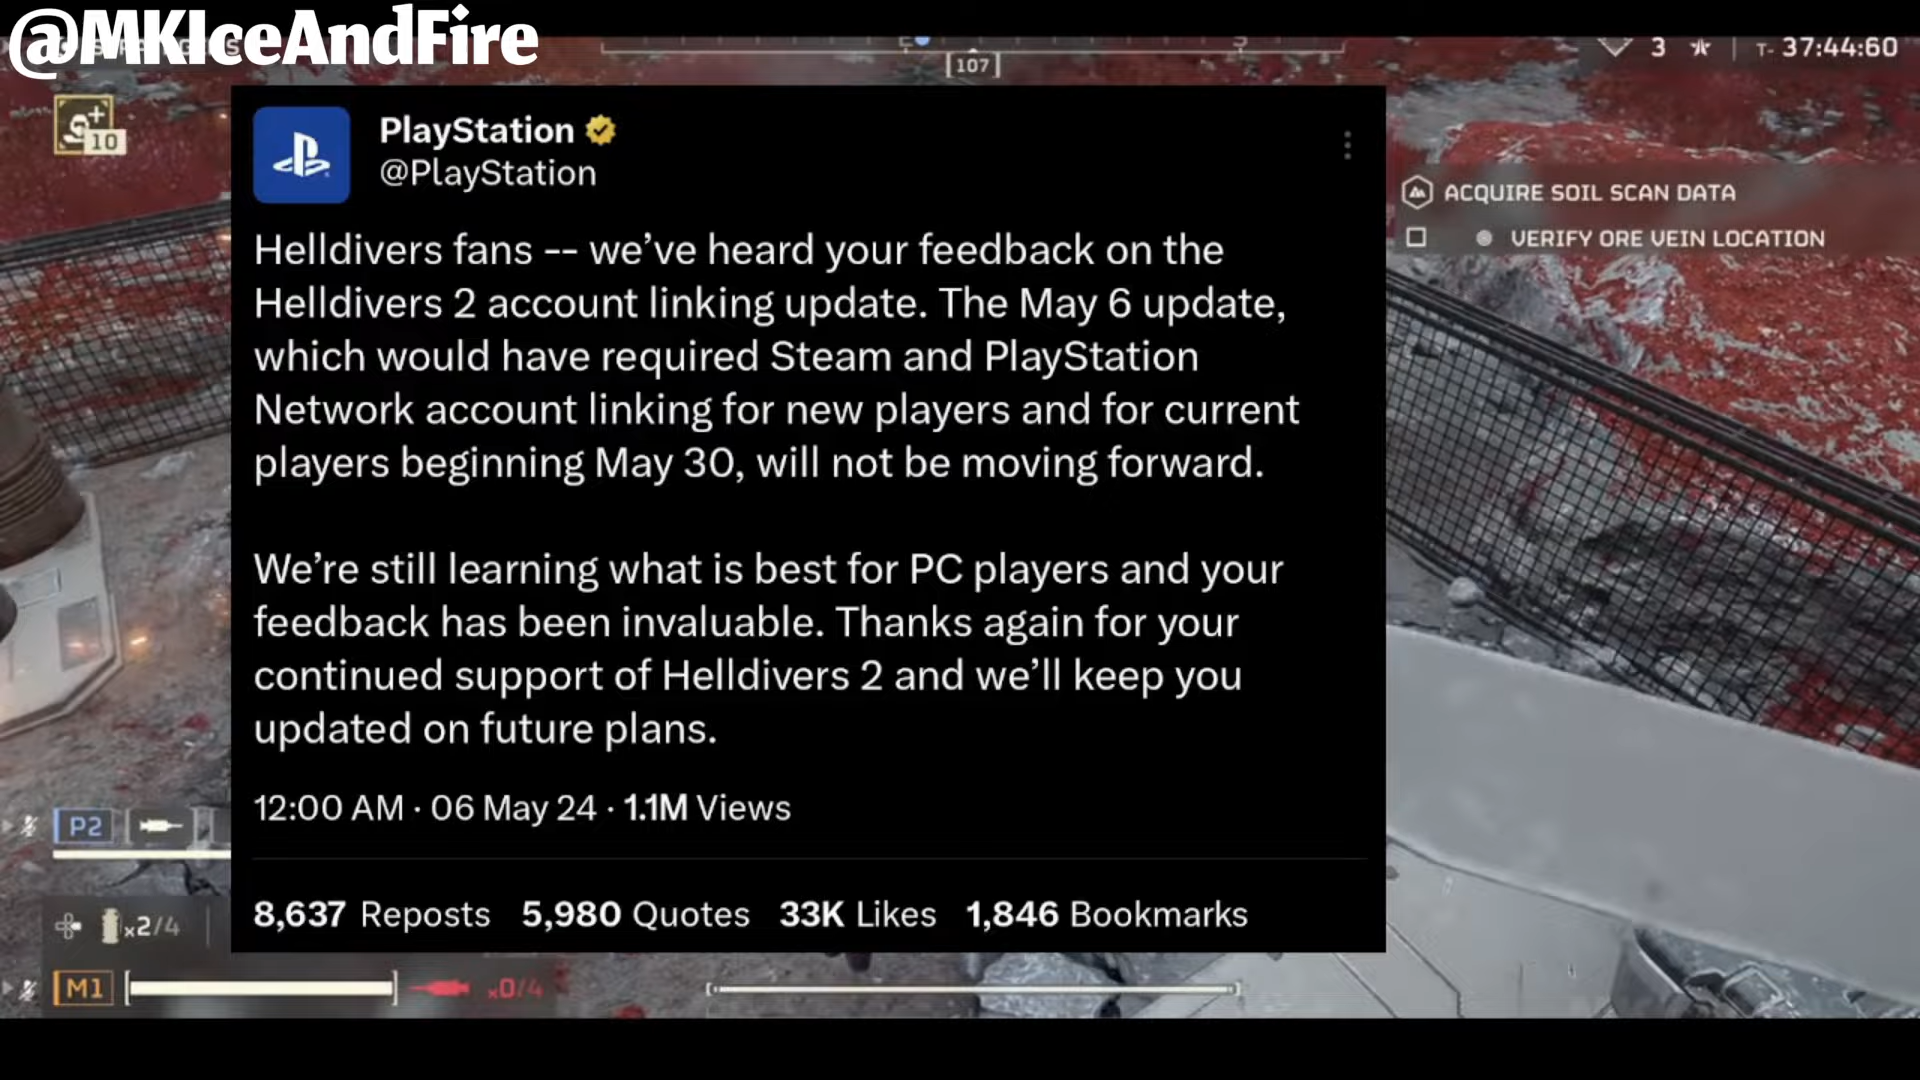 @MKIceAndFire
[107]
3
T- 37:44:60
10
ACQUIRE SOIL SCAN DATA
VERIFY ORE VEIN LOCATION
PlayStation
@PlayStation
Helldivers fans -- we’ve heard your feedback on the
Helldivers 2 account linking update. The May 6 update,
which would have required Steam and PlayStation
Network account linking for new players and for current
players beginning May 30, will not be moving forward.
We’re still learning what is best for PC players and your
feedback has been invaluable. Thanks again for your
continued support of Helldivers 2 and we’ll keep you
updated on future plans.
12:00 AM · 06 May 24 · 1.1M Views
8,637 Reposts 5,980 Quotes 33K Likes 1,846 Bookmarks
P2
x2/4
M1
x0/4